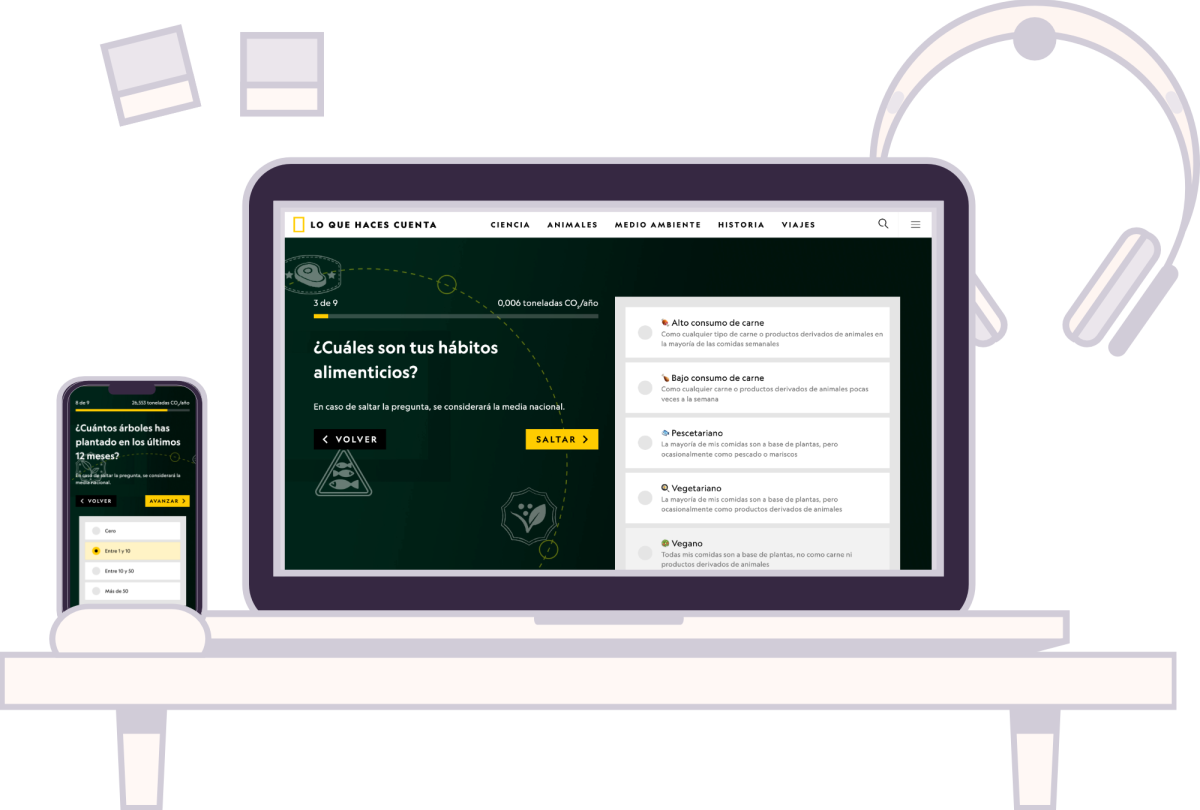 LO QUE HACES CUENTA
CIENCIA ANIMALES MEDIO AMBIENTE HISTORIA VIAJES
3 de 9 0,006 toneladas CO₂/año
¿Cuáles son tus hábitos
alimenticios?
En caso de saltar la pregunta, se considerará la media nacional.
< VOLVER SALTAR >
Alto consumo de carne
Como cualquier tipo de carne o productos derivados de animales en
la mayoría de las comidas semanales
Bajo consumo de carne
Como cualquier carne o productos derivados de animales pocas
veces a la semana
Pescetariano
La mayoría de mis comidas son a base de plantas, pero
ocasionalmente como pescado o mariscos
Vegetariano
La mayoría de mis comidas son a base de plantas, pero
ocasionalmente como productos derivados de animales
Vegano
Todas mis comidas son a base de plantas, no como carne ni
productos derivados de animales
8 de 9 26,553 toneladas CO₂/año
¿Cuántos árboles has
plantado en los últimos
12 meses?
En caso de saltar la pregunta, se considerará la
media nacional.
< VOLVER AVANZAR >
Cero
Entre 1 y 10
Entre 10 y 50
Más de 50